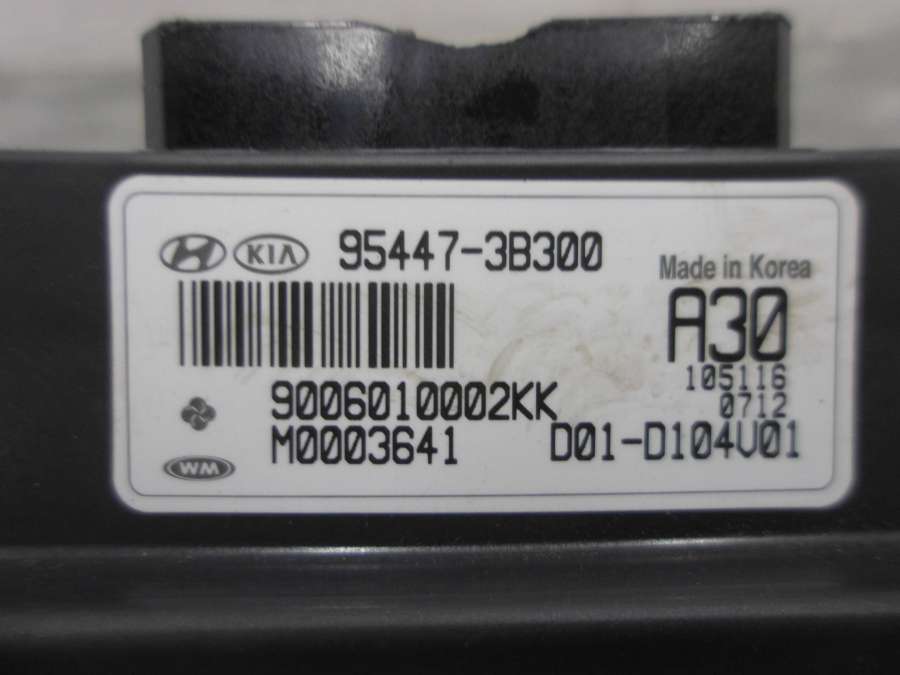 KIA 95447-3B300
Made in Korea
A30
105116
9006010002KK 0712
M0003641 D01-D104V01
WM